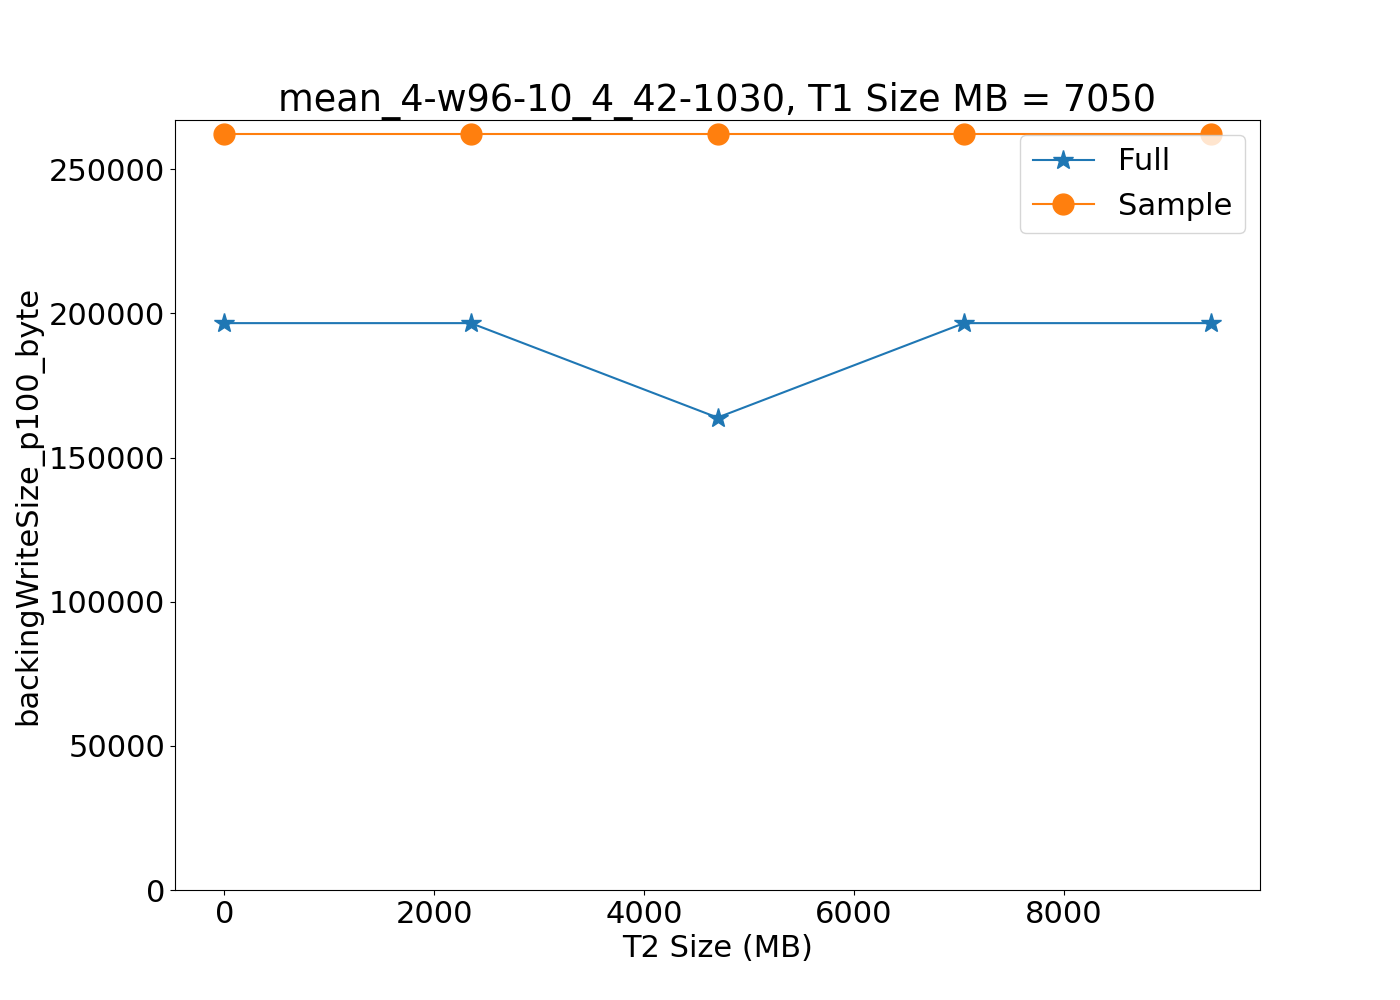 mean_4-w96-10_4_42-1030, T1 Size MB = 7050
Full
Sample
backingWriteSize_p100_byte
250000
200000
150000
100000
50000
0
0 2000 4000 6000 8000
T2 Size (MB)